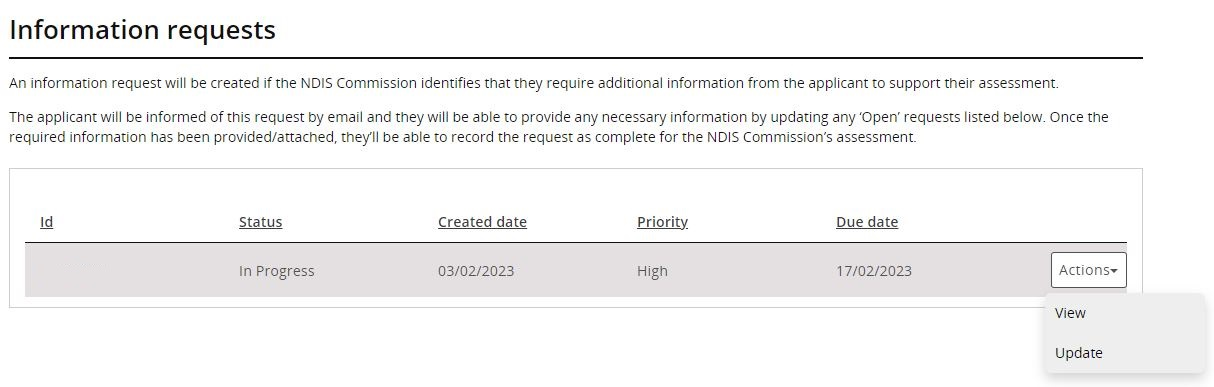 Information requests
An information request will be created if the NDIS Commission identifies that they require additional information from the applicant to support their assessment.
The applicant will be informed of this request by email and they will be able to provide any necessary information by updating any ‘Open’ requests listed below. Once the
required information has been provided/attached, they’ll be able to record the request as complete for the NDIS Commission’s assessment.
Id Status Created date Priority Due date
In Progress 03/02/2023 High 17/02/2023 Actions
View
Update